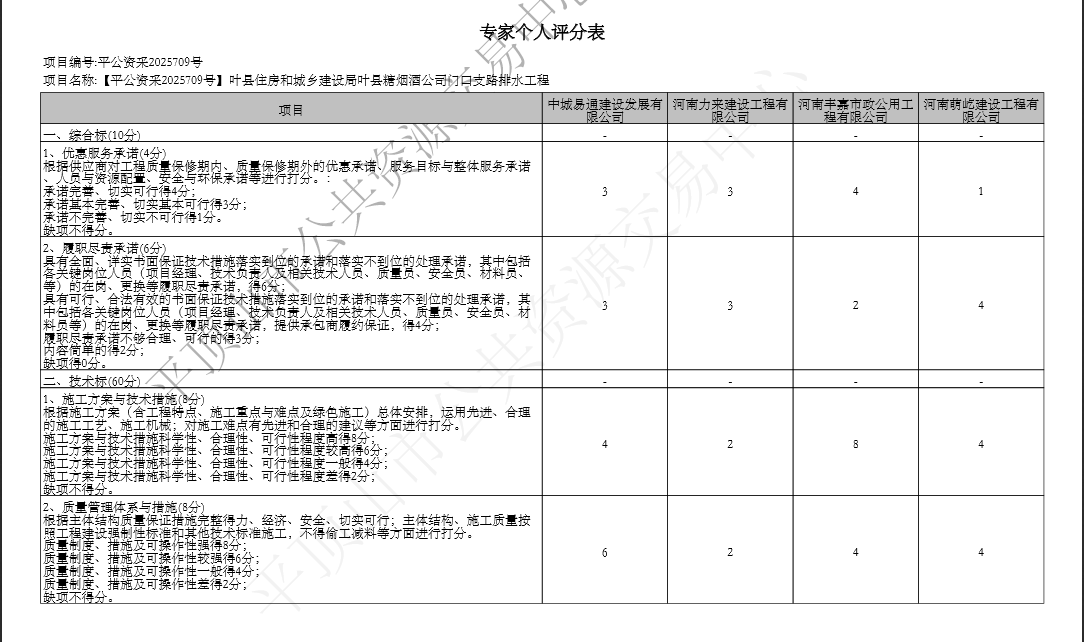 专家个人评分表
项目编号:平公资采2025709号
项目名称:【平公资采2025709号】叶县住房和城乡建设局叶县糖烟酒公司门口支路排水工程
项目 中城易通建设发展有限公司 河南力来建设工程有限公司 河南丰嘉市政公用工程有限公司 河南萌屹建设工程有限公司
一、综合标(10分) - - - -
1、优惠服务承诺(4分)
根据供应商对工程质量保修期内、质量保修期外的优惠承诺、服务目标与整体服务承诺
、人员与资源配置、安全与环保承诺等进行打分。:
承诺完善、切实可行得4分;
承诺基本完善、切实基本可行得3分;
承诺不完善、切实不可行得1分。
缺项不得分。
3 3 4 1
2、履职尽责承诺(6分)
具有全面、详实书面保证技术措施落实到位的承诺和落实不到位的处理承诺，其中包括
各关键岗位人员（项目经理、技术负责人及相关技术人员、质量员、安全员、材料员、
等）的在岗、更换等履职尽责承诺，得6分;
具有可行、合法有效的书面保证技术措施落实到位的承诺和落实不到位的处理承诺，其
中包括各关键岗位人员（项目经理、技术负责人及相关技术人员、质量员、安全员、材
料员等）的在岗、更换等履职尽责承诺，提供承包商履约保证，得4分;
履职尽责承诺不够合理、可行的得3分;
内容简单的得2分;
缺项得0分。
3 3 2 4
二、技术标(60分) - - - -
1、施工方案与技术措施(8分)
根据施工方案（含工程特点、施工重点与难点及绿色施工）总体安排，运用先进、合理
的施工工艺、施工机械；对施工难点有先进和合理的建议等方面进行打分。
施工方案与技术措施科学性、合理性、可行性程度高得8分;
施工方案与技术措施科学性、合理性、可行性程度较高得6分;
施工方案与技术措施科学性、合理性、可行性程度一般得4分;
施工方案与技术措施科学性、合理性、可行性程度差得2分;
缺项不得分。
4 2 8 4
2、质量管理体系与措施(8分)
根据主体结构质量保证措施完整得力、经济、安全、切实可行；主体结构、施工质量按
照工程建设强制性标准和其他技术标准施工，不得偷工减料等方面进行打分。
质量制度、措施及可操作性强得8分;
质量制度、措施及可操作性较强得6分;
质量制度、措施及可操作性一般得4分;
质量制度、措施及可操作性差得2分;
缺项不得分。
6 2 4 4
平顶山市公共资源交易中心
平顶山市公共资源交易中心